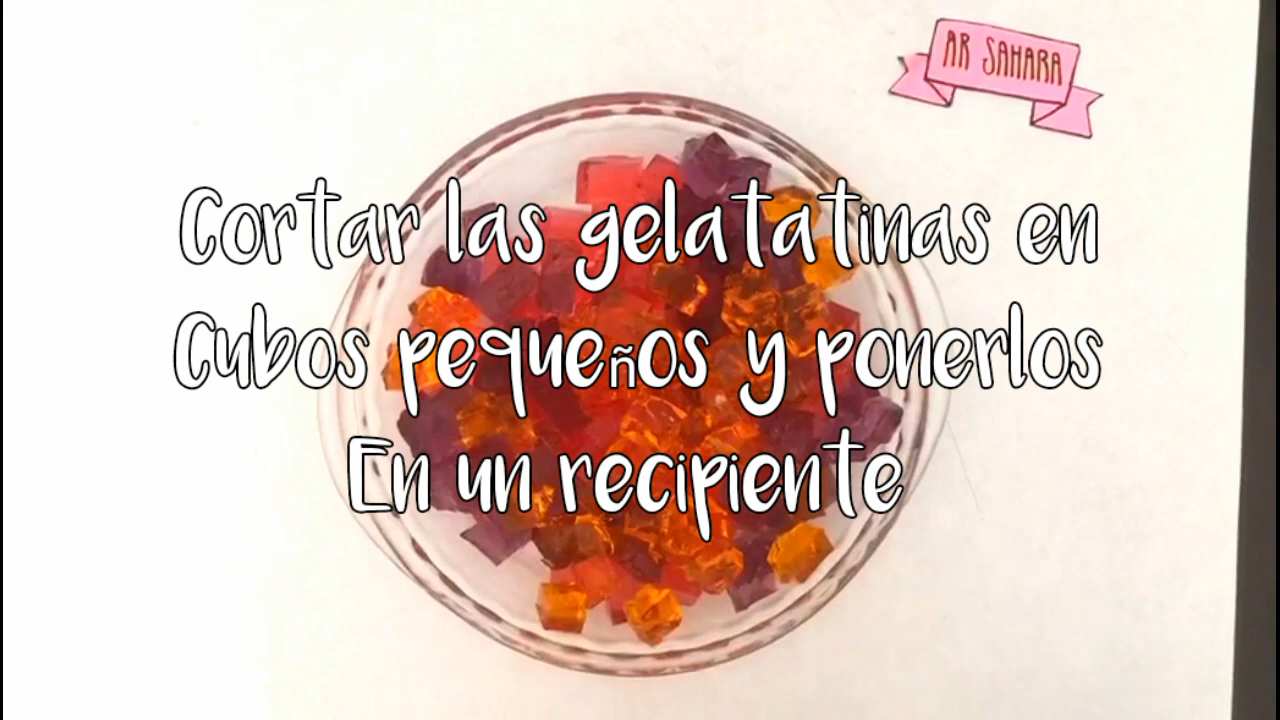 AR SAHARA
Cortar las gelatatinas en
Cubos pequeños y ponerlos
En un recipiente